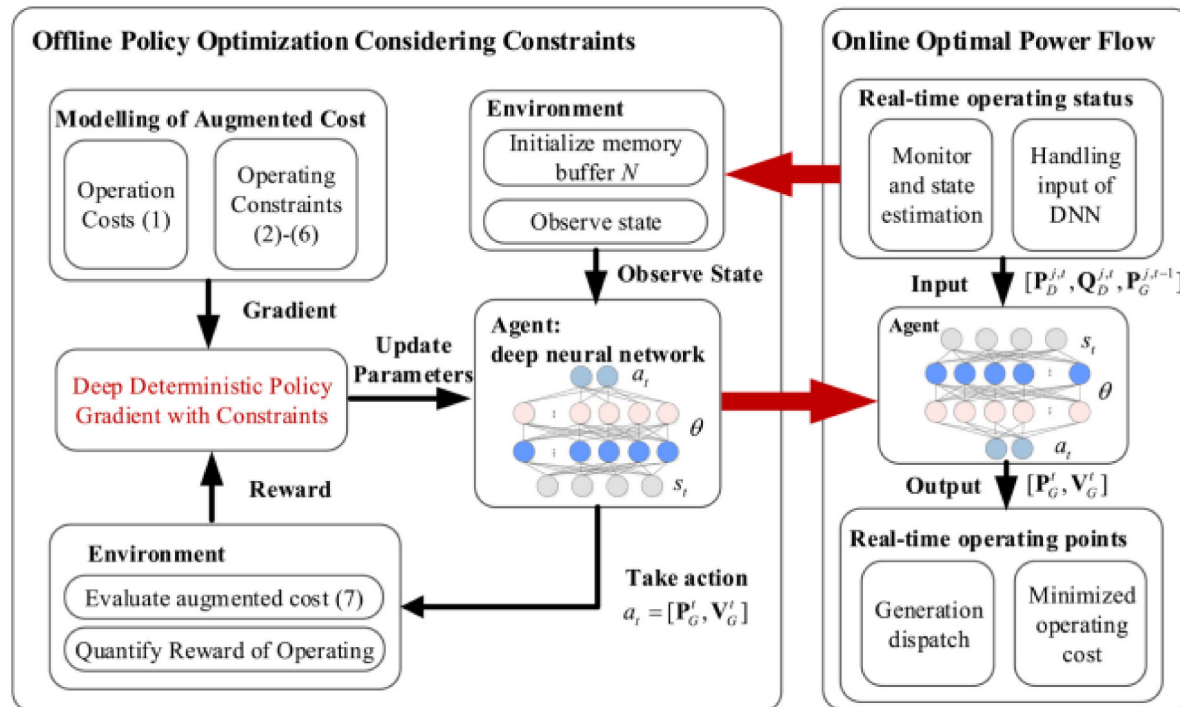 Offline Policy Optimization Considering Constraints
Modelling of Augmented Cost
Operation
Costs (1)
Operating
Constraints
(2)-(6)
Gradient
Deep Deterministic Policy
Gradient with Constraints
Reward
Environment
Evaluate augmented cost (7)
Quantify Reward of Operating
Update
Parameters
Environment
Initialize memory
buffer N
Observe state
Observe State
Agent:
deep neural network
a_t
θ
s_t
Take action
a_t = [P_G^t, V_G^t]
Online Optimal Power Flow
Real-time operating status
Monitor
and state
estimation
Handling
input of
DNN
Input [P_D^{j,t}, Q_D^{j,t}, P_G^{j,t-1}]
Agent
s_t
θ
a_t
Output [P_G^t, V_G^t]
Real-time operating points
Generation
dispatch
Minimized
operating
cost